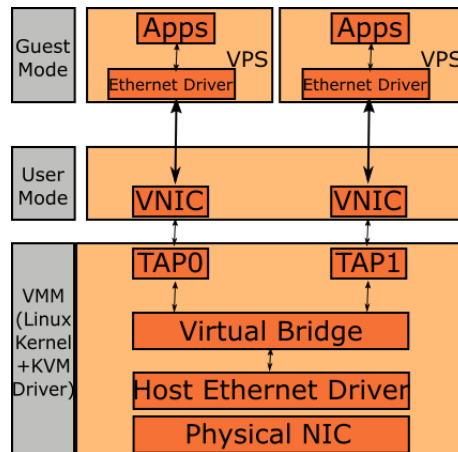 Guest
Mode
Apps
VPS
Ethernet Driver
Apps
VPS
Ethernet Driver
User
Mode
VNIC
VNIC
VMM
(Linux
Kernel
+KVM
Driver)
TAP0
TAP1
Virtual Bridge
Host Ethernet Driver
Physical NIC